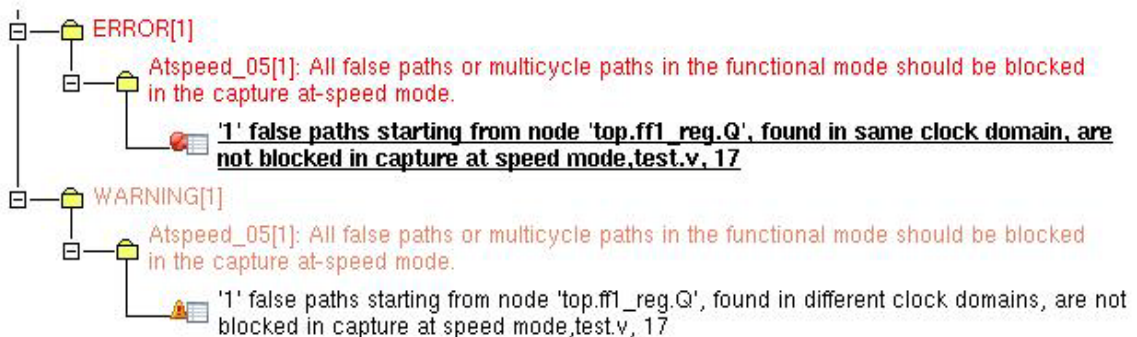 ERROR[1]
Atspeed_05[1]: All false paths or multicycle paths in the functional mode should be blocked
in the capture at-speed mode.
'1' false paths starting from node 'top.ff1_reg.Q', found in same clock domain, are
not blocked in capture at speed mode,test.v, 17
WARNING[1]
Atspeed_05[1]: All false paths or multicycle paths in the functional mode should be blocked
in the capture at-speed mode.
'1' false paths starting from node 'top.ff1_reg.Q', found in different clock domains, are not
blocked in capture at speed mode,test.v, 17